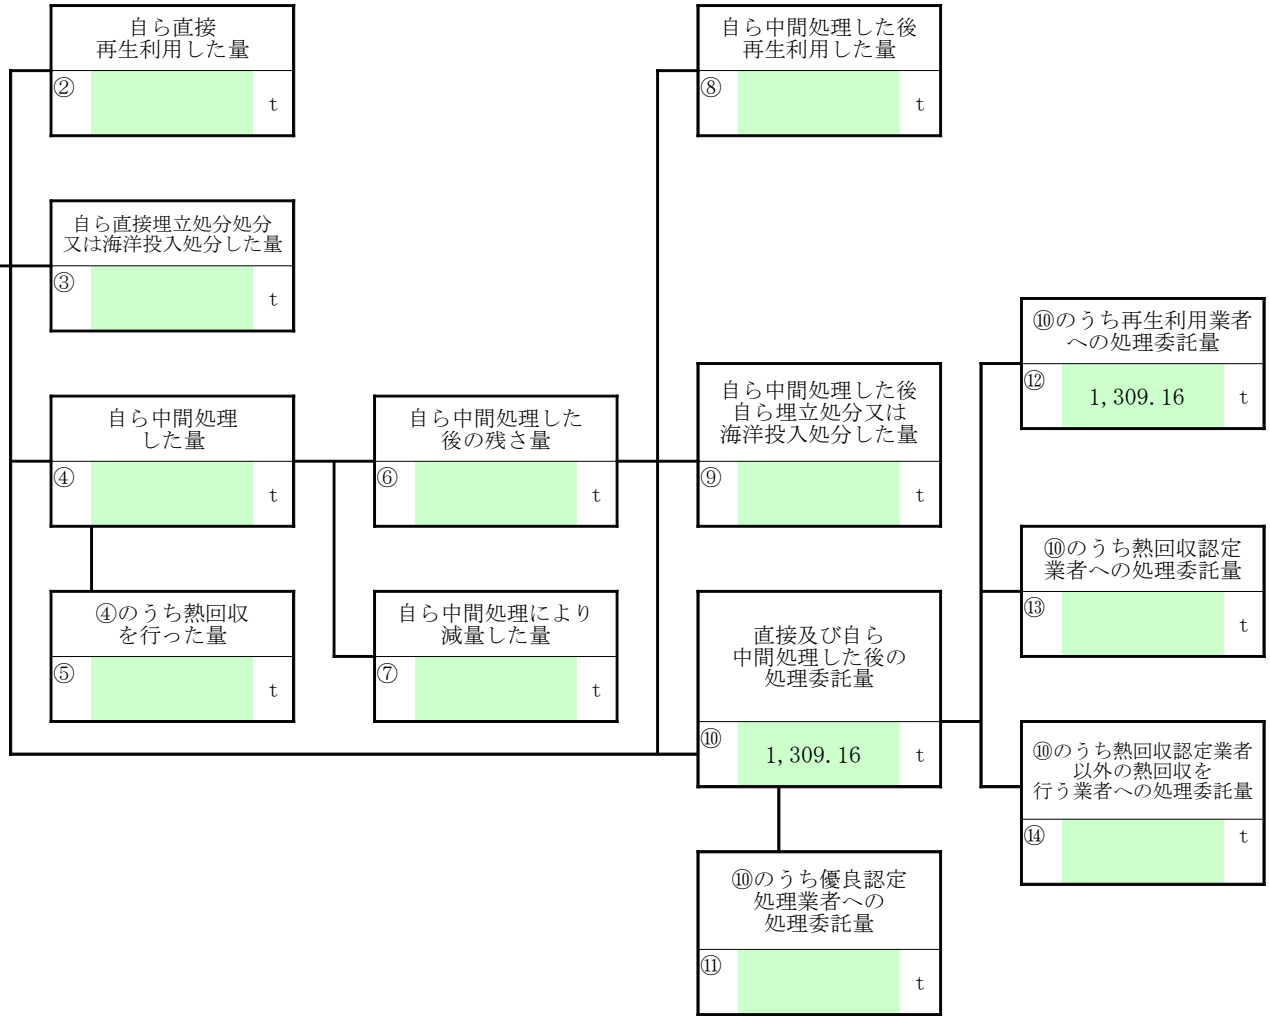 自ら直接
再生利用した量
②
t
自ら中間処理した後
再生利用した量
⑧
t
自ら直接埋立処分処分
又は海洋投入処分した量
③
t
⑩のうち再生利用業者
への処理委託量
⑫
1,309.16
t
自ら中間処理
した量
④
t
自ら中間処理した
後の残さ量
⑥
t
自ら中間処理した後
自ら埋立処分又は
海洋投入処分した量
⑨
t
⑩のうち熱回収認定
業者への処理委託量
⑬
t
④のうち熱回収
を行った量
⑤
t
自ら中間処理により
減量した量
⑦
t
直接及び自ら
中間処理した後の
処理委託量
⑩
1,309.16
t
⑩のうち熱回収認定業者
以外の熱回収を
行う業者への処理委託量
⑭
t
⑩のうち優良認定
処理業者への
処理委託量
⑪
t